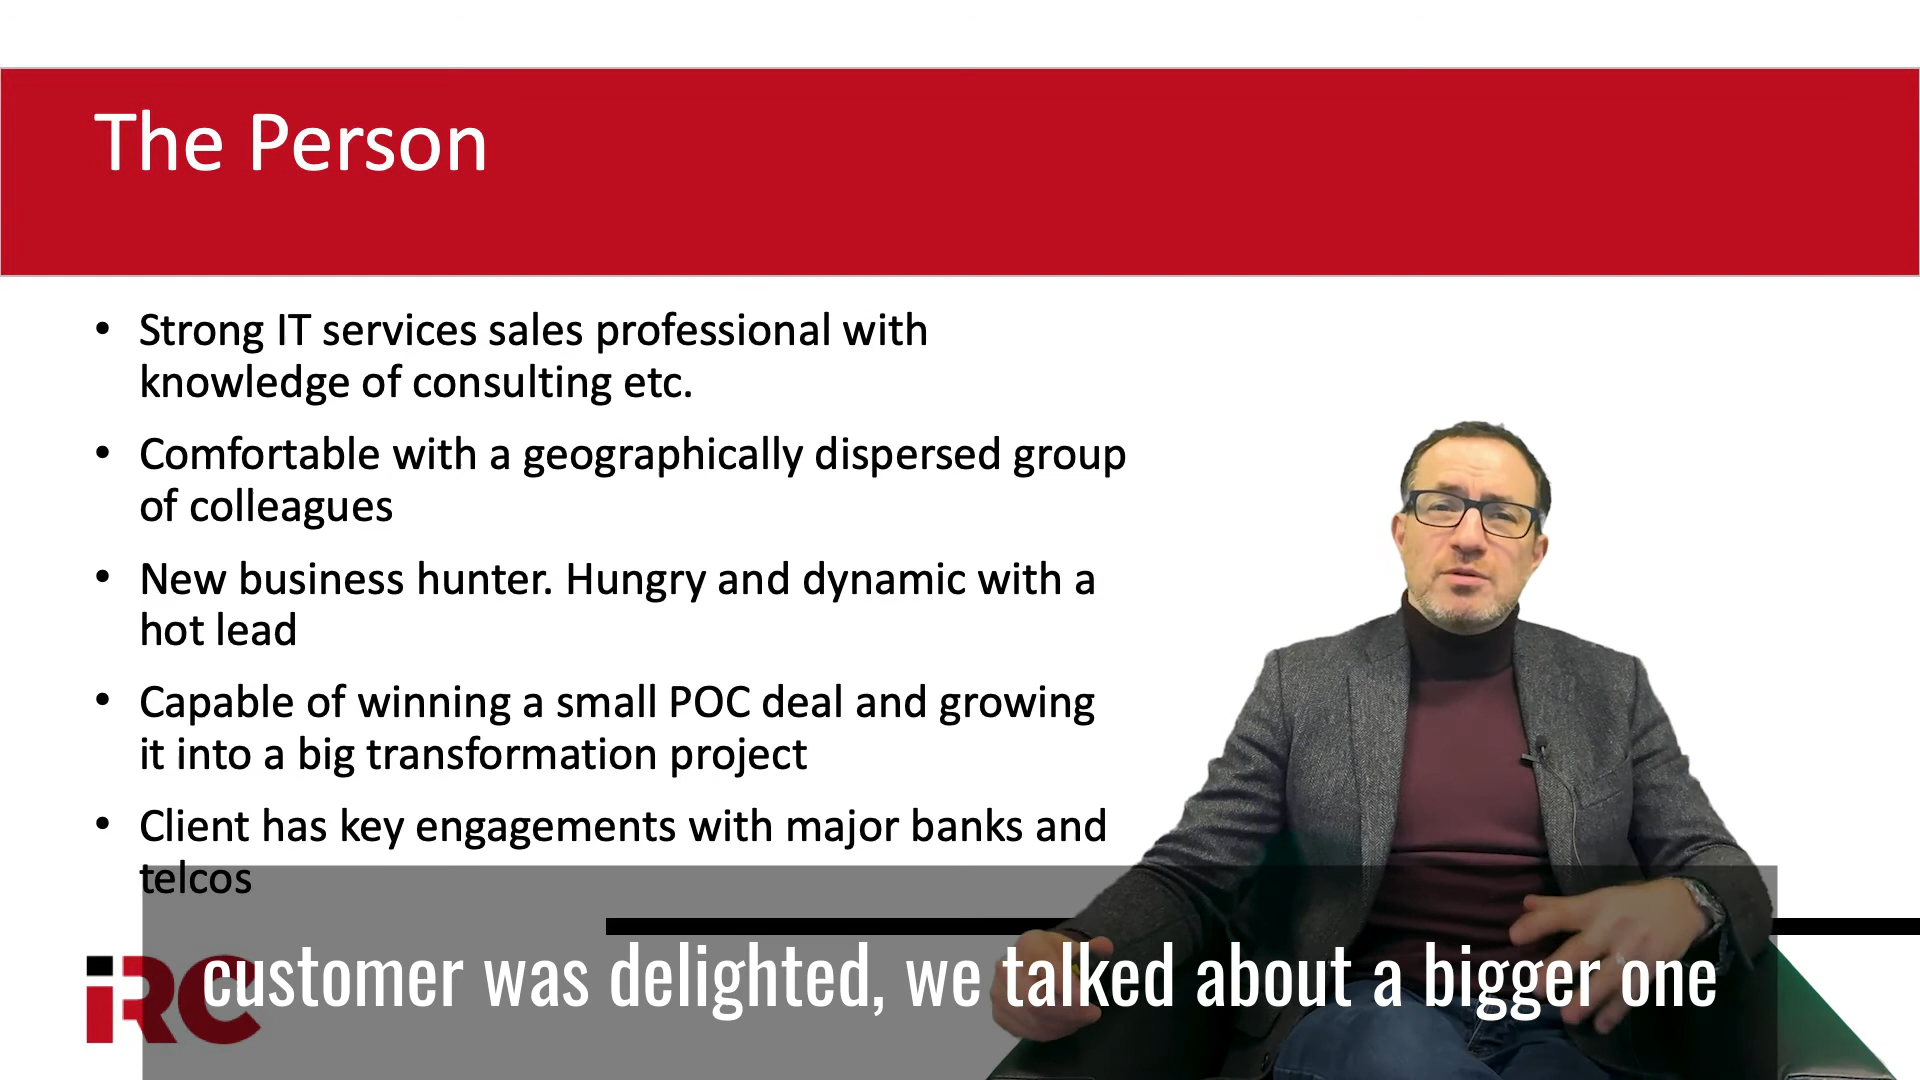 The Person
• Strong IT services sales professional with
knowledge of consulting etc.
• Comfortable with a geographically dispersed group
of colleagues
• New business hunter. Hungry and dynamic with a
hot lead
• Capable of winning a small POC deal and growing
it into a big transformation project
• Client has key engagements with major banks and
telcos
iRC
customer was delighted, we talked about a bigger one